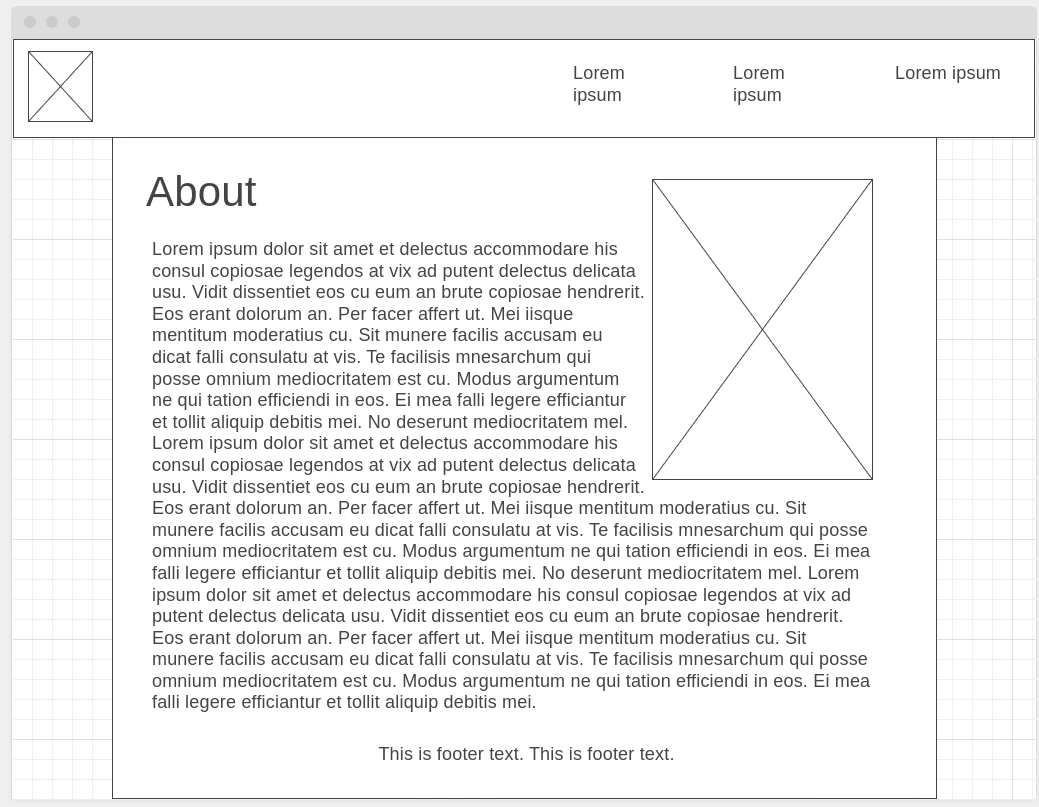 Lorem
ipsum
Lorem
ipsum
Lorem ipsum
About
Lorem ipsum dolor sit amet et delectus accommodare his
consul copiosae legendos at vix ad putent delectus delicata
usu. Vidit dissentiet eos cu eum an brute copiosae hendrerit.
Eos erant dolorum an. Per facer affert ut. Mei iisque
mentitum moderatius cu. Sit munere facilis accusam eu
dicat falli consulatu at vis. Te facilisis mnesarchum qui
posse omnium mediocritatem est cu. Modus argumentum
ne qui tation efficiendi in eos. Ei mea falli legere efficiantur
et tollit aliquip debitis mei. No deserunt mediocritatem mel.
Lorem ipsum dolor sit amet et delectus accommodare his
consul copiosae legendos at vix ad putent delectus delicata
usu. Vidit dissentiet eos cu eum an brute copiosae hendrerit.
Eos erant dolorum an. Per facer affert ut. Mei iisque mentitum moderatius cu. Sit
munere facilis accusam eu dicat falli consulatu at vis. Te facilisis mnesarchum qui posse
omnium mediocritatem est cu. Modus argumentum ne qui tation efficiendi in eos. Ei mea
falli legere efficiantur et tollit aliquip debitis mei. No deserunt mediocritatem mel. Lorem
ipsum dolor sit amet et delectus accommodare his consul copiosae legendos at vix ad
putent delectus delicata usu. Vidit dissentiet eos cu eum an brute copiosae hendrerit.
Eos erant dolorum an. Per facer affert ut. Mei iisque mentitum moderatius cu. Sit
munere facilis accusam eu dicat falli consulatu at vis. Te facilisis mnesarchum qui posse
omnium mediocritatem est cu. Modus argumentum ne qui tation efficiendi in eos. Ei mea
falli legere efficiantur et tollit aliquip debitis mei.
This is footer text. This is footer text.